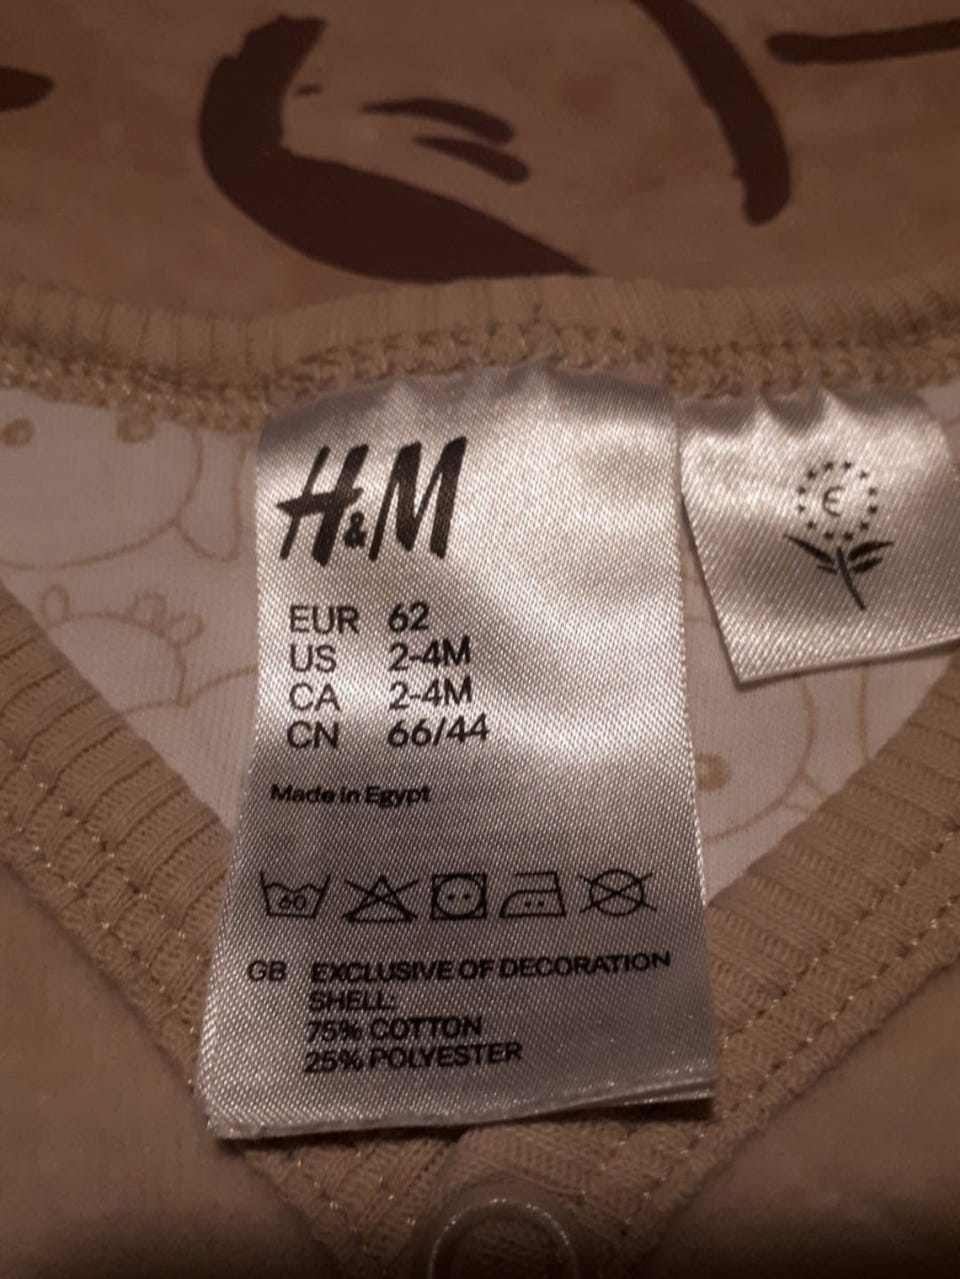 H&M
EUR 62
US 2-4M
CA 2-4M
CN 66/44
Made in Egypt
60
GB EXCLUSIVE OF DECORATION
SHELL:
75% COTTON
25% POLYESTER
€